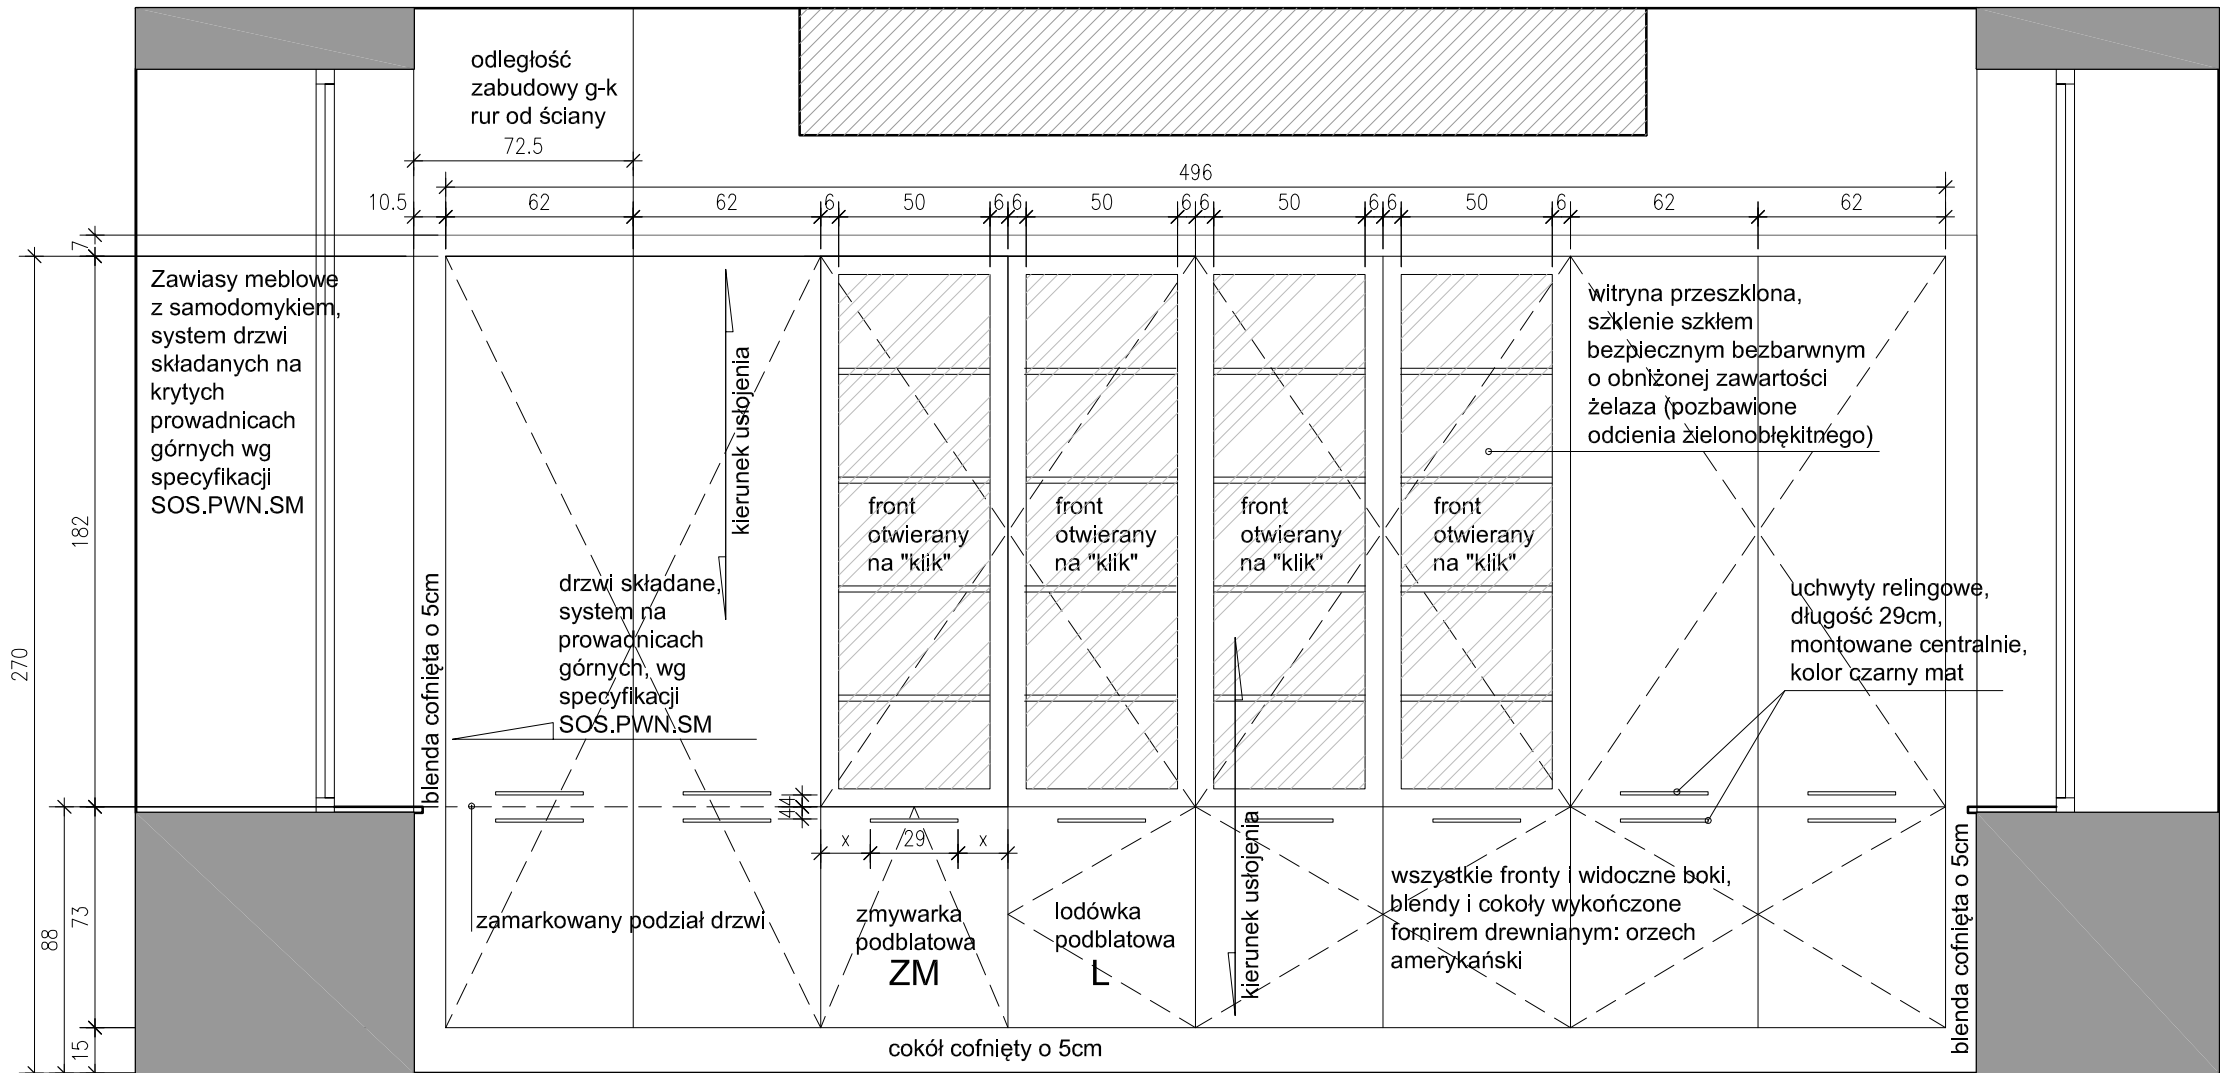 odległość
zabudowy g-k
rur od ściany
72.5
496
10.5
62
62
6
50
6
6
50
6
6
50
6
6
50
6
62
62
7
182
270
88
73
15
Zawiasy meblowe
z samodomykiem,
system drzwi
składanych na
krytych
prowadnicach
górnych wg
specyfikacji
SOS.PWN.SM
blenda cofnięta o 5cm
kierunek usłojenia
drzwi składane,
system na
prowadnicach
górnych, wg
specyfikacji
SOS.PWN.SM
front
otwierany
na "klik"
front
otwierany
na "klik"
front
otwierany
na "klik"
front
otwierany
na "klik"
witryna przeszklona,
szklenie szkłem
bezpiecznym bezbarwnym
o obniżonej zawartości
żelaza (pozbawione
odcienia zielonobłękitnego)
uchwyty relingowe,
długość 29cm,
montowane centralnie,
kolor czarny mat
4
4
x
29
x
zamarkowany podział drzwi
zmywarka
podblatowa
ZM
lodówka
podblatowa
L
kierunek usłojenia
wszystkie fronty i widoczne boki,
blendy i cokoły wykończone
fornirem drewnianym: orzech
amerykański
blenda cofnięta o 5cm
cokół cofnięty o 5cm